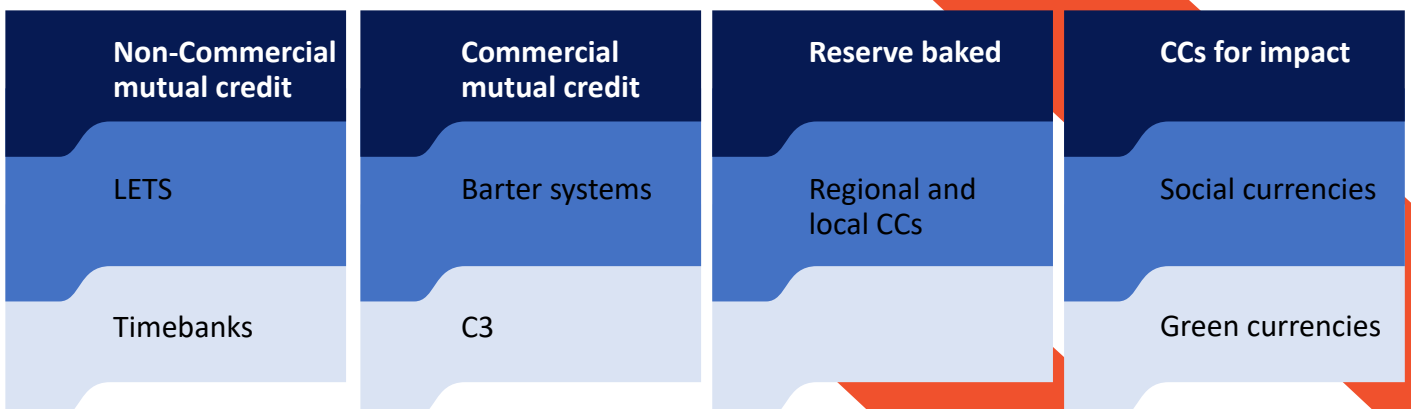 Non-Commercial
mutual credit
LETS
Timebanks
Commercial
mutual credit
Barter systems
C3
Reserve baked
Regional and
local CCs
CCs for impact
Social currencies
Green currencies